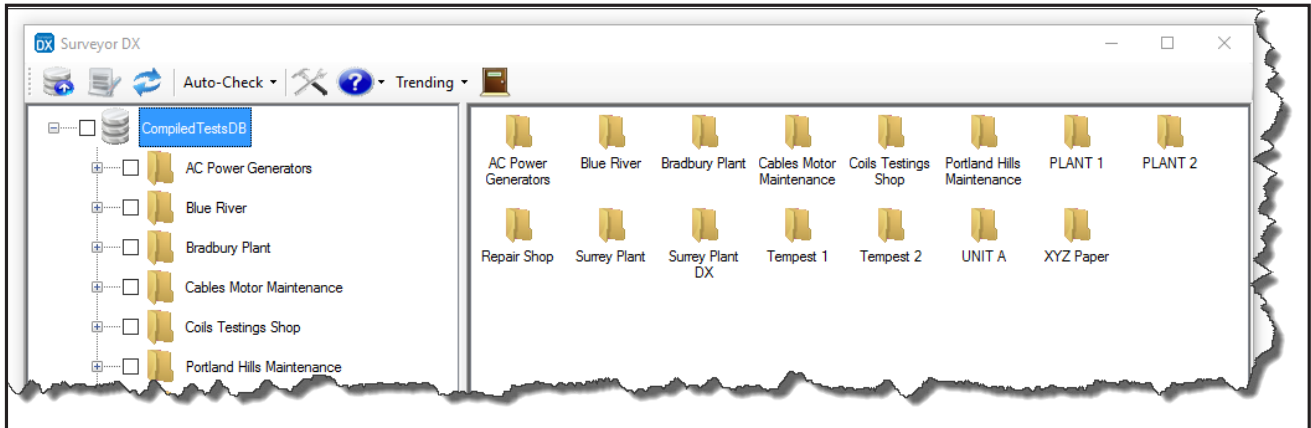 DX Surveyor DX
Auto-Check ? Trending
CompiledTestsDB
AC Power Generators
Blue River
Bradbury Plant
Cables Motor Maintenance
Coils Testings Shop
Portland Hills Maintenance
AC Power Blue River Bradbury Plant Cables Motor Coils Testings Portland Hills PLANT 1 PLANT 2
Generators Maintenance Shop Maintenance
Repair Shop Surrey Plant Surrey Plant Tempest 1 Tempest 2 UNIT A XYZ Paper
DX